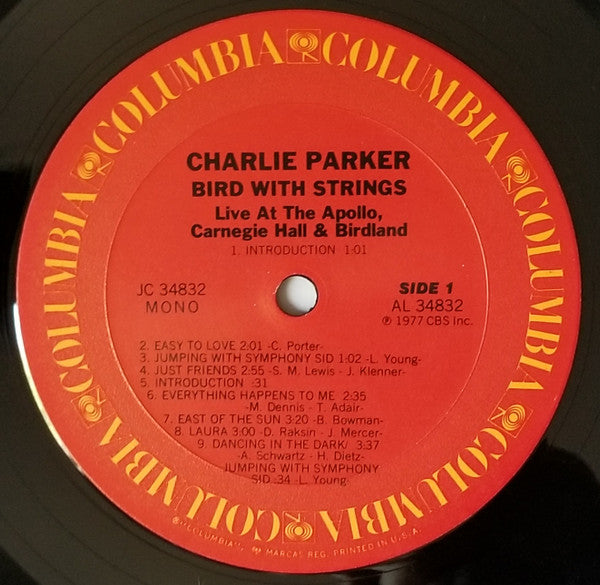 COLUMBIA COLUMBIA COLUMBIA COLUMBIA COLUMBIA COLUMBIA
CHARLIE PARKER
BIRD WITH STRINGS
Live At The Apollo,
Carnegie Hall & Birdland
1. INTRODUCTION 1:01
JC 34832
MONO
SIDE 1
AL 34832
℗ 1977 CBS Inc.
2. EASY TO LOVE 2:01 -C. Porter-
3. JUMPING WITH SYMPHONY SID 1:02 -L. Young-
4. JUST FRIENDS 2:55 -S. M. Lewis - J. Klenner-
5. INTRODUCTION :31
6. EVERYTHING HAPPENS TO ME 2:35
-M. Dennis - T. Adair-
7. EAST OF THE SUN 3:20 -B. Bowman-
8. LAURA 3:00 -D. Raksin - J. Mercer-
9. DANCING IN THE DARK/ 3:37
-A. Schwartz - H. Dietz-
JUMPING WITH SYMPHONY
SID :34 -L. Young-
® "COLUMBIA", MARCAS REG. PRINTED IN U.S.A.